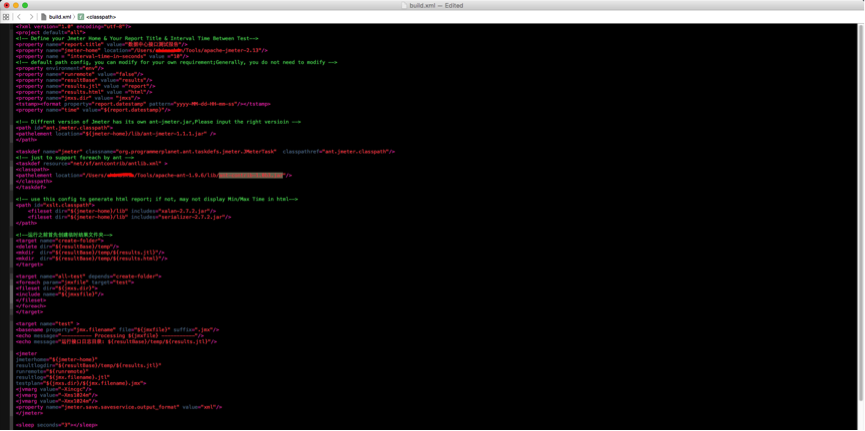 build.xml — Edited
build.xml > <classpath>
<?xml version="1.0" encoding="utf-8"?>
<project default="all">
<!-- Define your Jmeter Home & Your Report Title & Interval Time Between Test-->
<property name="report.title" value="数据中心接口测试报告"/>
<property name="jmeter-home" location="/Users/ /Tools/apache-jmeter-2.13"/>
<property name = "interval-time-in-seconds" value ="10"/>
<!-- default path config, you can modify for your own requirement;Generally, you do not need to modify -->
<property environment="env"/>
<property name="runremote" value="false"/>
<property name="resultBase" value="results"/>
<property name="results.jtl" value ="report"/>
<property name="results.html" value ="html"/>
<property name="jmxs.dir" value= "jmxs"/>
<tstamp><format property="report.datestamp" pattern="yyyy-MM-dd-HH-mm-ss"/></tstamp>
<property name="time" value="${report.datestamp}"/>
<!-- Diffrent version of Jmeter has its own ant-jmeter.jar,Please input the right versioin -->
<path id="ant.jmeter.classpath">
<pathelement location="${jmeter-home}/lib/ant-jmeter-1.1.1.jar" />
</path>
<taskdef name="jmeter" classname="org.programmerplanet.ant.taskdefs.jmeter.JMeterTask" classpathref="ant.jmeter.classpath"/>
<!-- just to support foreach by ant -->
<taskdef resource="net/sf/antcontrib/antlib.xml" >
<classpath>
<pathelement location="/Users/ /Tools/apache-ant-1.9.6/lib/ "/>
</classpath>
</taskdef>
<!-- use this config to generate html report; if not, may not display Min/Max Time in html-->
<path id="xslt.classpath">
<fileset dir="${jmeter-home}/lib" includes="xalan-2.7.2.jar"/>
<fileset dir="${jmeter-home}/lib" includes="serializer-2.7.2.jar"/>
</path>
<!--运行之前首先创建临时结果文件夹-->
<target name="create-folder">
<delete dir="${resultBase}/temp"/>
<mkdir dir="${resultBase}/temp/${results.jtl}"/>
<mkdir dir="${resultBase}/temp/${results.html}"/>
</target>
<target name="all-test" depends="create-folder">
<foreach param="jmxfile" target="test">
<fileset dir="${jmxs.dir}">
<include name="${jmxsfile}"/>
</fileset>
</foreach>
</target>
<target name="test" >
<basename property="jmx.filename" file="${jmxfile}" suffix=".jmx"/>
<echo message="---------- Processing ${jmxfile} -----------"/>
<echo message="运行接口日志目录: ${resultBase}/temp/${results.jtl}"/>
<jmeter
jmeterhome="${jmeter-home}"
resultlogdir="${resultBase}/temp/${results.jtl}"
runremote="${runremote}"
resultlog="${jmx.filename}.jtl"
testplan="${jmxs.dir}/${jmx.filename}.jmx">
<jvmarg value="-Xincgc"/>
<jvmarg value="-Xmx1024m"/>
<jvmarg value="-Xms1024m"/>
<property name="jmeter.save.saveservice.output_format" value="xml"/>
</jmeter>
<sleep seconds="3"></sleep>